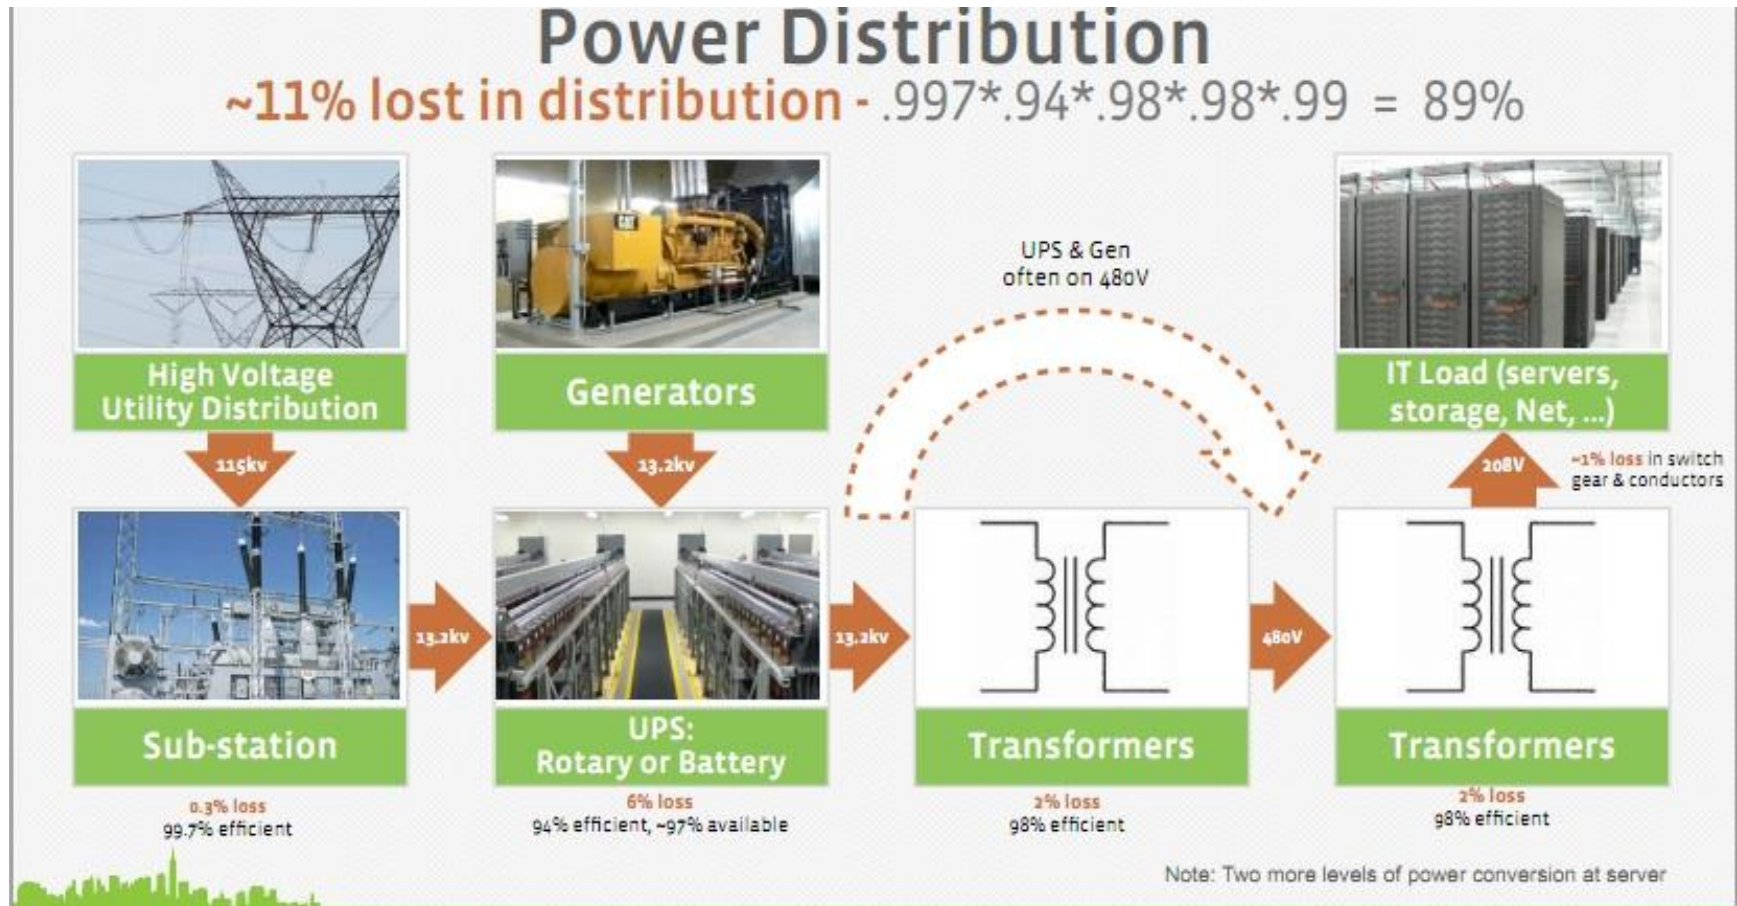 Power Distribution
~11% lost in distribution - .997*.94*.98*.98*.99 = 89%
High Voltage
Utility Distribution
CAT
Generators
UPS & Gen
often on 480V
IT Load (servers,
storage, Net, ...)
115kv
13.2kv
208V
~1% loss in switch
gear & conductors
13.2kv
13.2kv
480V
Sub-station
UPS:
Rotary or Battery
Transformers
Transformers
0.3% loss
99.7% efficient
6% loss
94% efficient, ~97% available
2% loss
98% efficient
2% loss
98% efficient
Note: Two more levels of power conversion at server